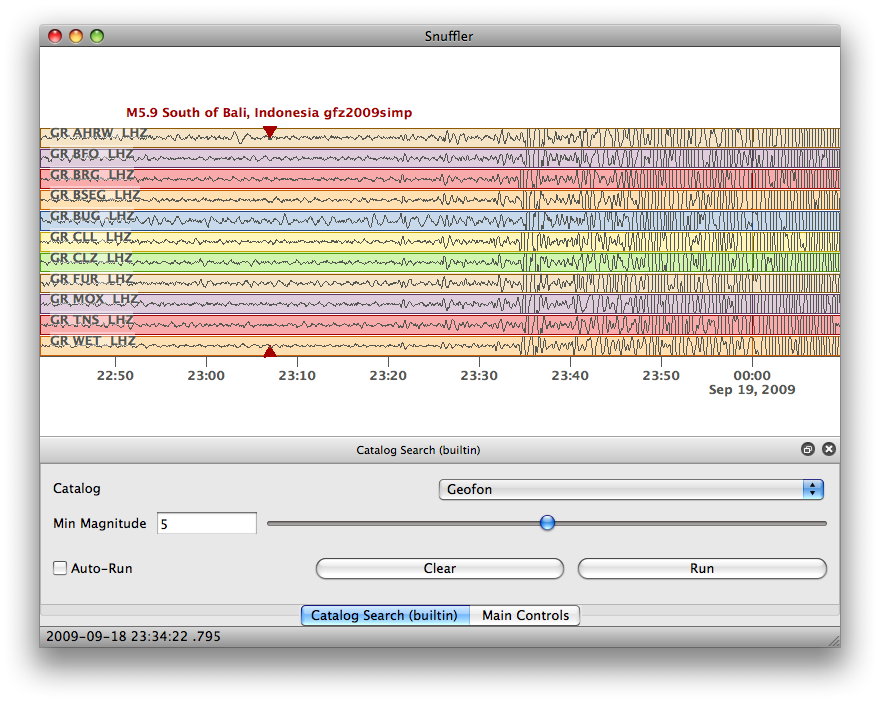 Snuffler
M5.9 South of Bali, Indonesia gfz2009simp
GR AHRW LHZ
GR BFO LHZ
GR BRG LHZ
GR BSEG LHZ
GR BUG LHZ
GR CLL LHZ
GR CLZ LHZ
GR FUR LHZ
GR MOX LHZ
GR TNS LHZ
GR WET LHZ
22:50 23:00 23:10 23:20 23:30 23:40 23:50 00:00
Sep 19, 2009
Catalog Search (builtin)
Catalog Geofon
Min Magnitude 5
Auto-Run Clear Run
Catalog Search (builtin) Main Controls
2009-09-18 23:34:22 .795